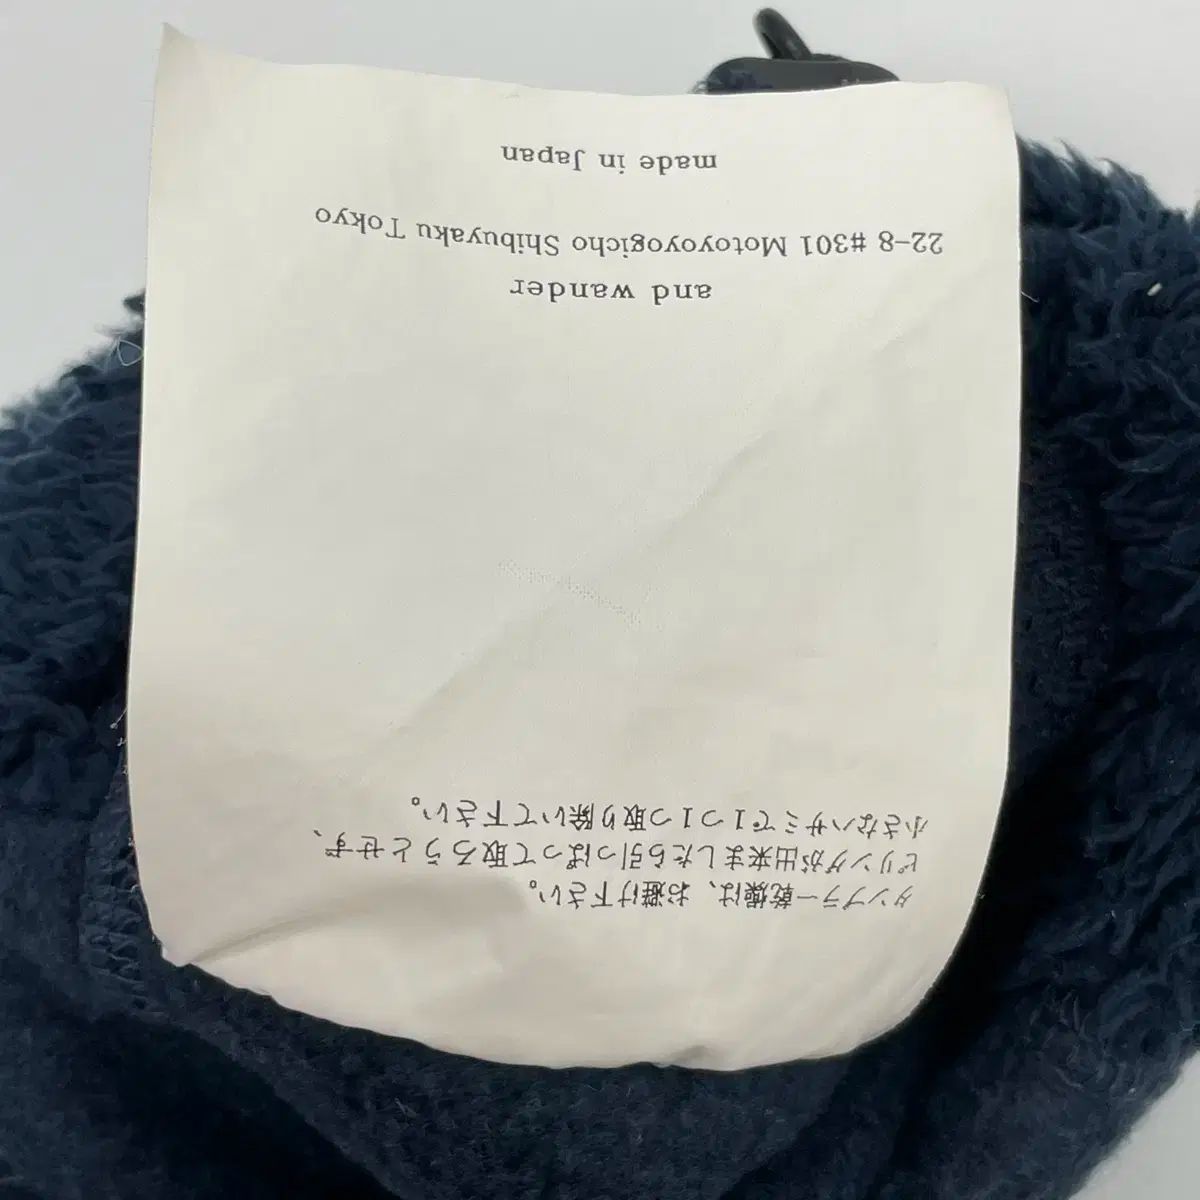 タンブラー乾燥は、お避け下さい。
ピリングが出来ましたら引っぱって取ろうとせず、
小さなハサミで1つ1つ取り除いて下さい。
and wander
22-8 #301 Motoyoyogicho Shibuyaku Tokyo
made in Japan